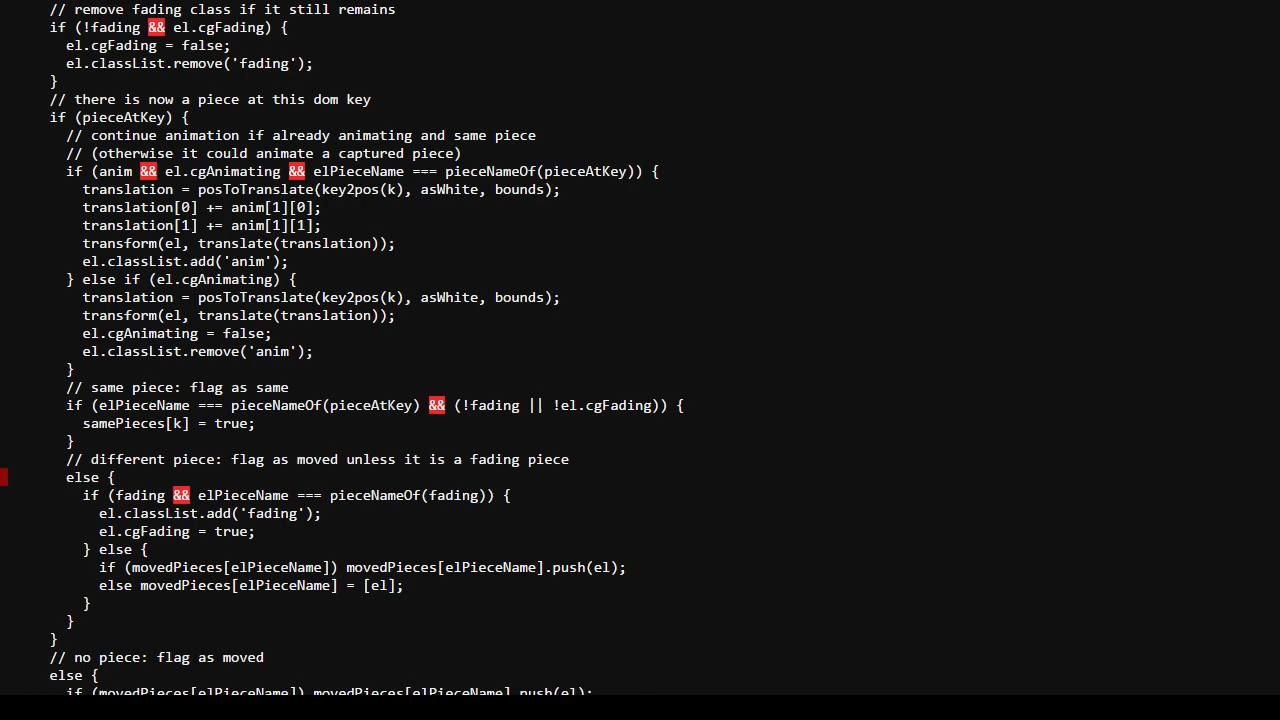 // remove fading class if it still remains
if (!fading && el.cgFading) {
el.cgFading = false;
el.classList.remove('fading');
}
// there is now a piece at this dom key
if (pieceAtKey) {
// continue animation if already animating and same piece
// (otherwise it could animate a captured piece)
if (anim && el.cgAnimating && elPieceName === pieceNameOf(pieceAtKey)) {
translation = posToTranslate(key2pos(k), asWhite, bounds);
translation[0] += anim[1][0];
translation[1] += anim[1][1];
transform(el, translate(translation));
el.classList.add('anim');
} else if (el.cgAnimating) {
translation = posToTranslate(key2pos(k), asWhite, bounds);
transform(el, translate(translation));
el.cgAnimating = false;
el.classList.remove('anim');
}
// same piece: flag as same
if (elPieceName === pieceNameOf(pieceAtKey) && (!fading || !el.cgFading)) {
samePieces[k] = true;
}
// different piece: flag as moved unless it is a fading piece
else {
if (fading && elPieceName === pieceNameOf(fading)) {
el.classList.add('fading');
el.cgFading = true;
} else {
if (movedPieces[elPieceName]) movedPieces[elPieceName].push(el);
else movedPieces[elPieceName] = [el];
}
}
}
// no piece: flag as moved
else {
if (movedPieces[elPieceName]) movedPieces[elPieceName].push(el);